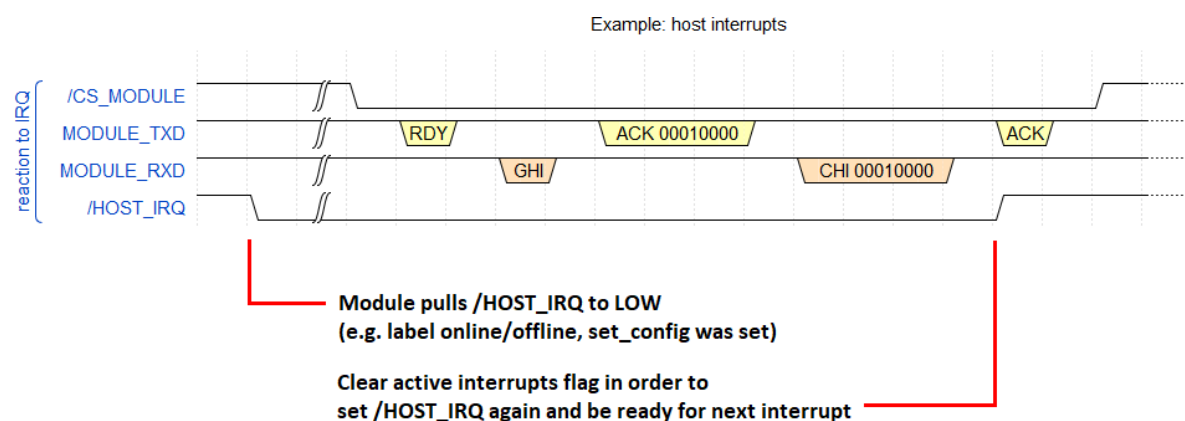 Example: host interrupts
reaction to IRQ
/CS_MODULE
MODULE_TXD
RDY
ACK 00010000
ACK
MODULE_RXD
GHI
CHI 00010000
/HOST_IRQ
Module pulls /HOST_IRQ to LOW
(e.g. label online/offline, set_config was set)
Clear active interrupts flag in order to
set /HOST_IRQ again and be ready for next interrupt